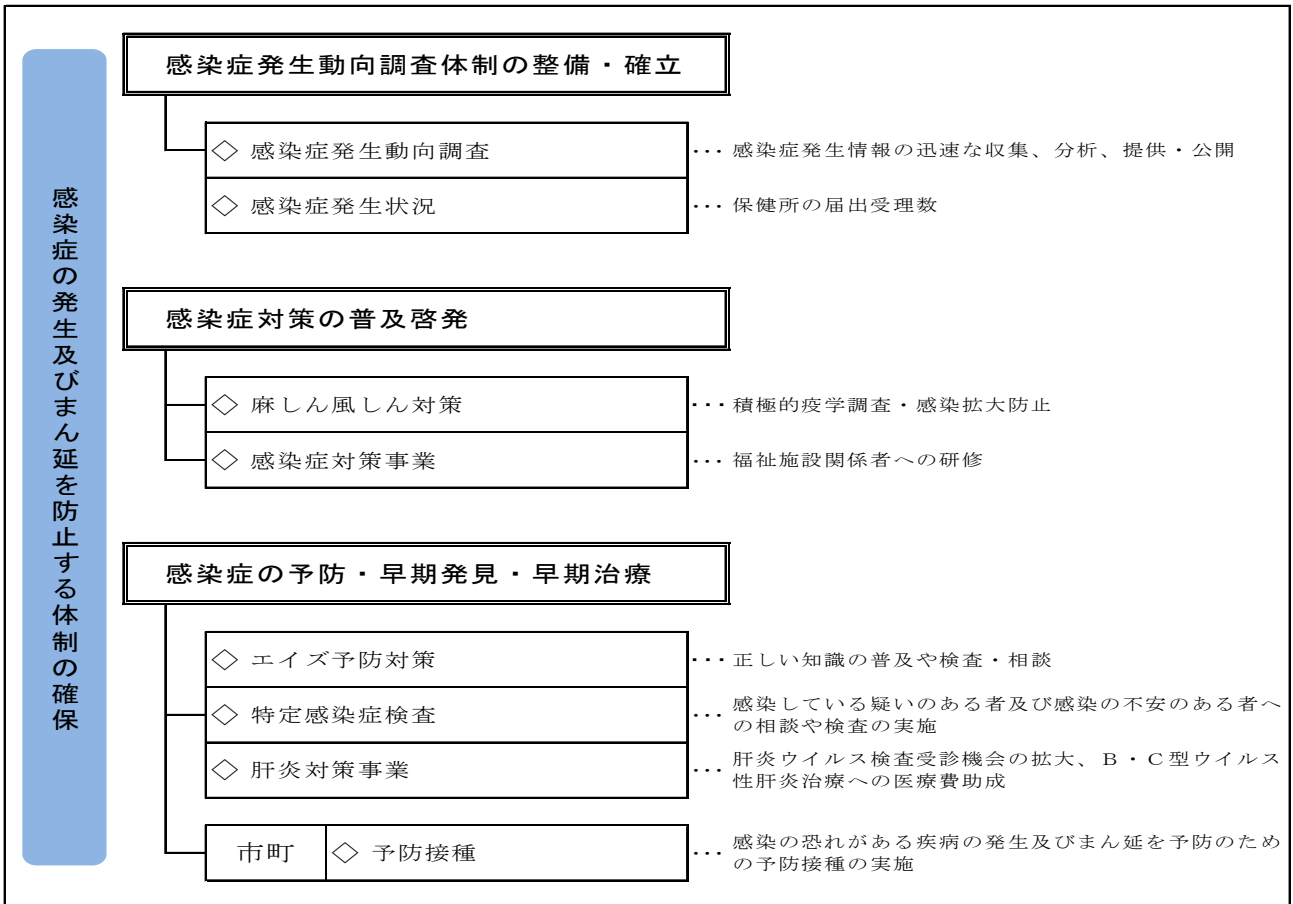 感染症の発生及びまん延を防止する体制の確保
感染症発生動向調査体制の整備・確立
◇ 感染症発生動向調査 ・・・ 感染症発生情報の迅速な収集、分析、提供・公開
◇ 感染症発生状況 ・・・ 保健所の届出受理数
感染症対策の普及啓発
◇ 麻しん風しん対策 ・・・ 積極的疫学調査・感染拡大防止
◇ 感染症対策事業 ・・・ 福祉施設関係者への研修
感染症の予防・早期発見・早期治療
◇ エイズ予防対策 ・・・ 正しい知識の普及や検査・相談
◇ 特定感染症検査 ・・・ 感染している疑いのある者及び感染の不安のある者へ
の相談や検査の実施
◇ 肝炎対策事業 ・・・ 肝炎ウイルス検査受診機会の拡大、Ｂ・Ｃ型ウイルス
性肝炎治療への医療費助成
市町 ◇ 予防接種 ・・・ 感染の恐れがある疾病の発生及びまん延を予防のため
の予防接種の実施